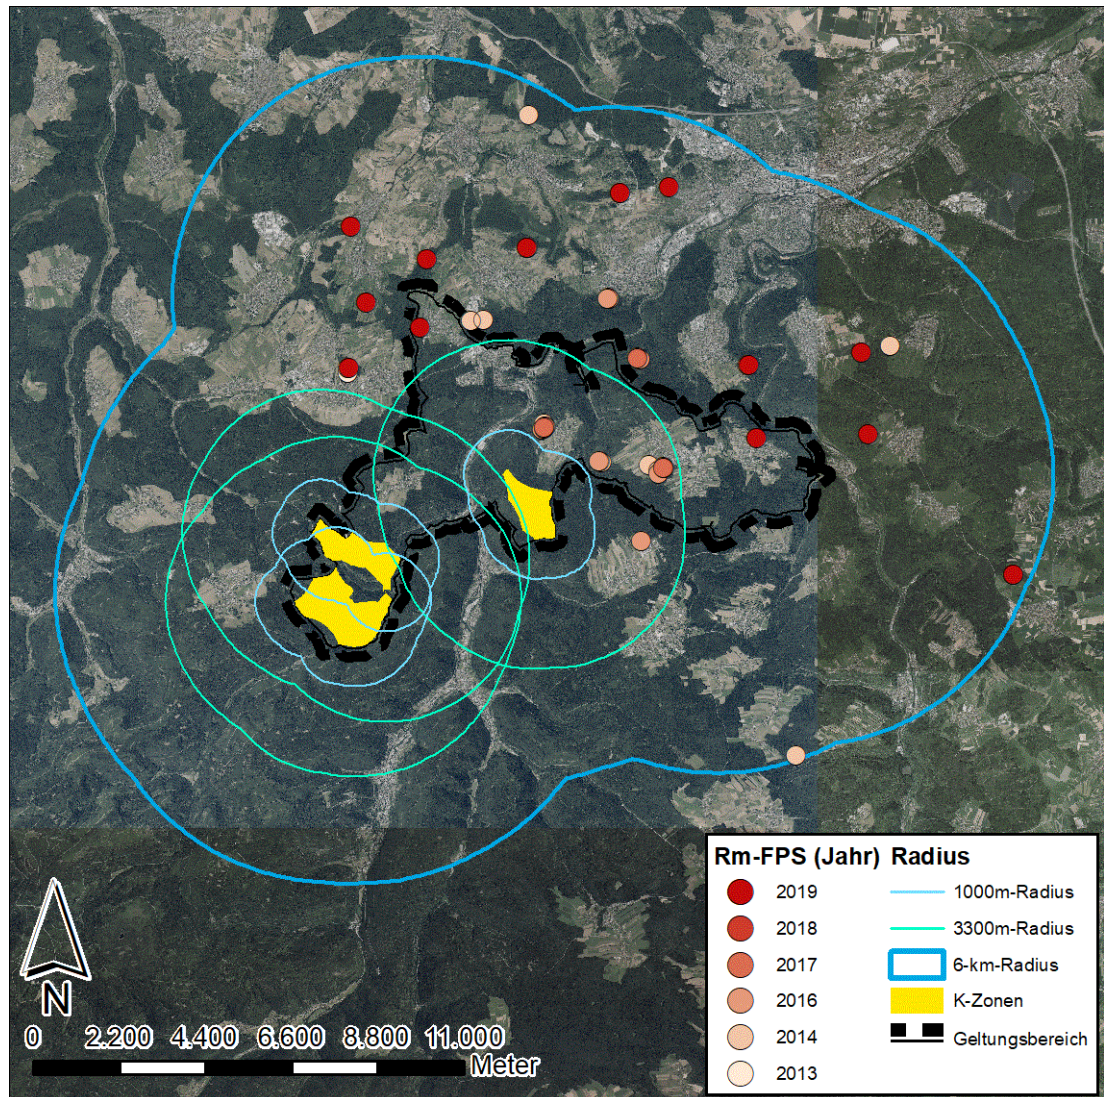 Rm-FPS (Jahr) Radius
2019 1000m-Radius
2018 3300m-Radius
2017 6-km-Radius
2016 K-Zonen
2014 Geltungsbereich
2013
N
0 2.200 4.400 6.600 8.800 11.000
Meter